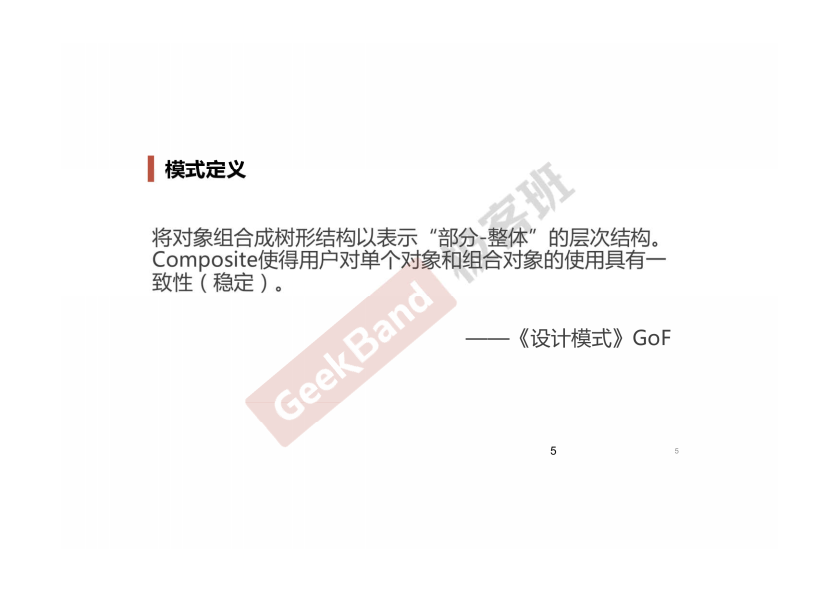 模式定义
将对象组合成树形结构以表示“部分-整体”的层次结构。
Composite使得用户对单个对象和组合对象的使用具有一
致性（稳定）。
——《设计模式》GoF
GeekBand 极客班
5
5